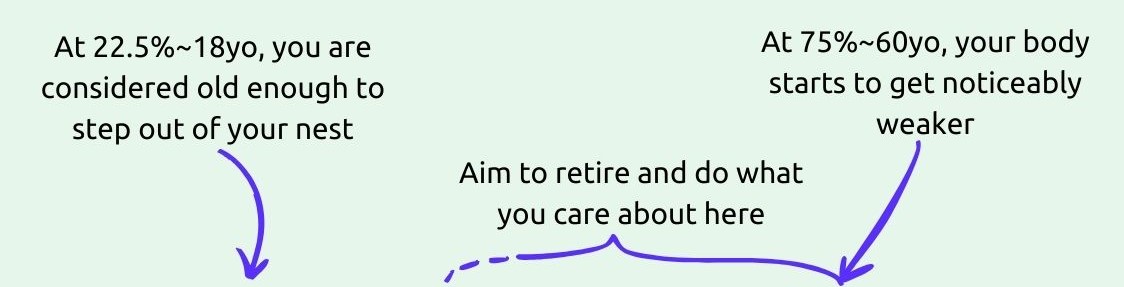 At 22.5%~18yo, you are
considered old enough to
step out of your nest
At 75%~60yo, your body
starts to get noticeably
weaker
Aim to retire and do what
you care about here